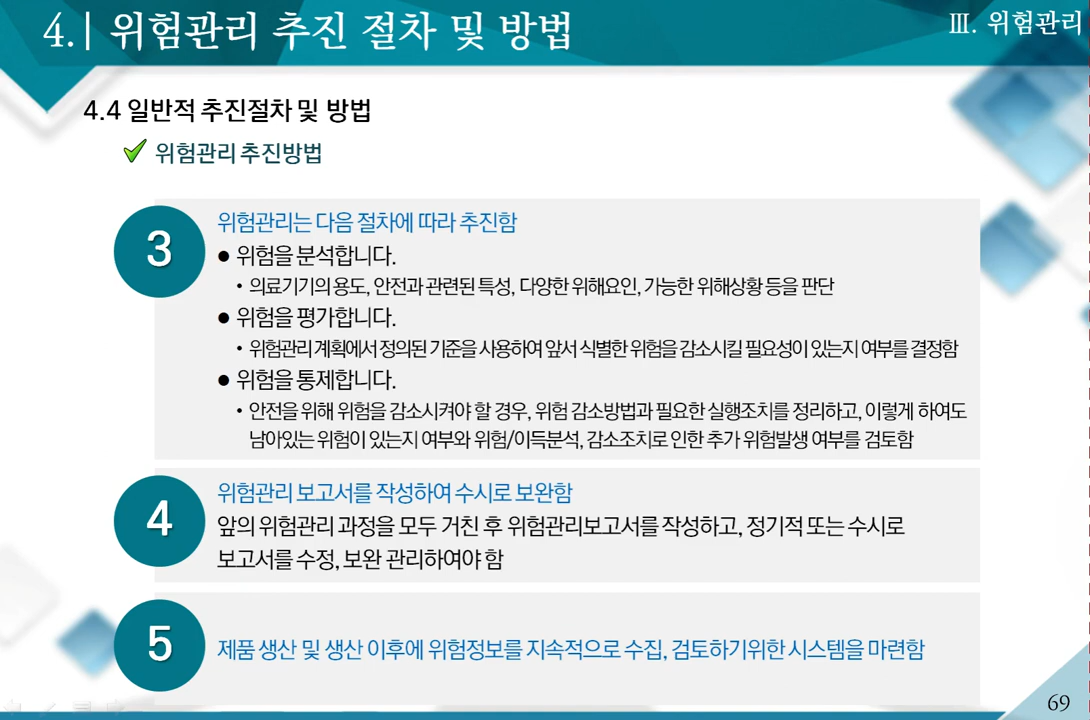 4. | 위험관리 추진 절차 및 방법
Ⅲ. 위험관리
4.4 일반적 추진절차 및 방법
위험관리 추진방법
3
위험관리는 다음 절차에 따라 추진함
● 위험을 분석합니다.
• 의료기기의 용도, 안전과 관련된 특성, 다양한 위해요인, 가능한 위해상황 등을 판단
● 위험을 평가합니다.
• 위험관리 계획에서 정의된 기준을 사용하여 앞서 식별한 위험을 감소시킬 필요성이 있는지 여부를 결정함
● 위험을 통제합니다.
• 안전을 위해 위험을 감소시켜야 할 경우, 위험 감소방법과 필요한 실행조치를 정리하고, 이렇게 하여도
남아있는 위험이 있는지 여부와 위험/이득분석, 감소조치로 인한 추가 위험발생 여부를 검토함
4
위험관리 보고서를 작성하여 수시로 보완함
앞의 위험관리 과정을 모두 거친 후 위험관리보고서를 작성하고, 정기적 또는 수시로
보고서를 수정, 보완 관리하여야 함
5
제품 생산 및 생산 이후에 위험정보를 지속적으로 수집, 검토하기위한 시스템을 마련함
69